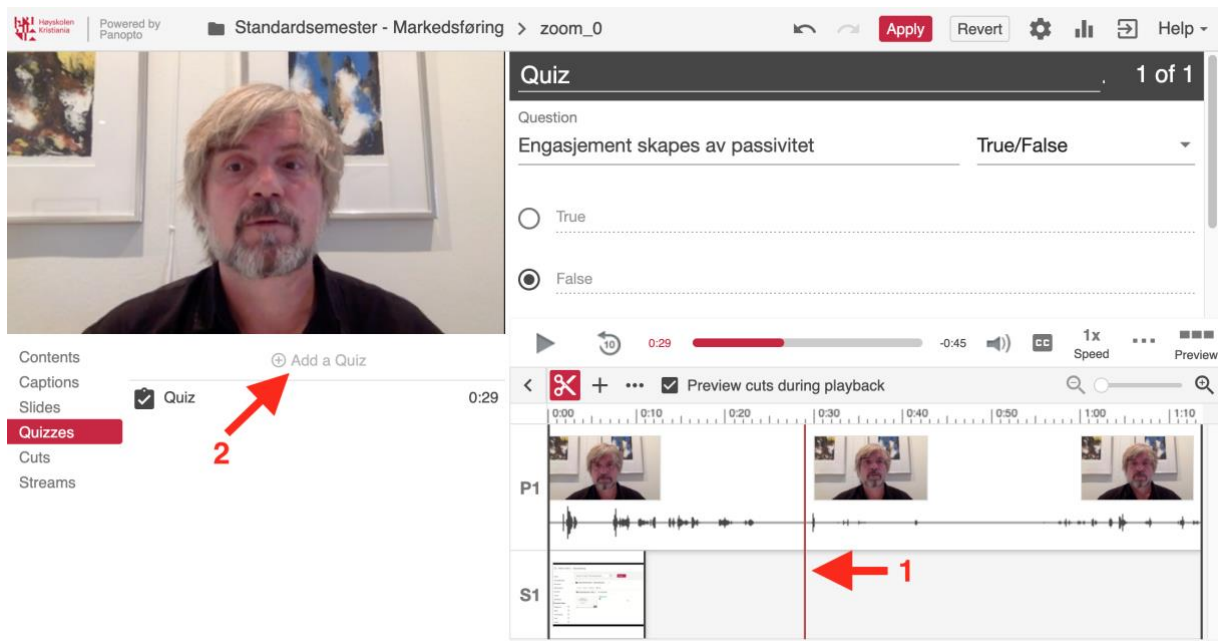 Høyskolen
Kristiania
Powered by
Panopto
Standardsemester - Markedsføring > zoom_0
Apply
Revert
Help
Quiz
. 1 of 1
Question
Engasjement skapes av passivitet
True/False
True
False
10
0:29
-0:45
CC
1x
Speed
...
Preview
Contents
Captions
Slides
Quizzes
Cuts
Streams
Add a Quiz
Quiz 0:29
2
< + ... Preview cuts during playback
0:00 0:10 0:20 0:30 0:40 0:50 1:00 1:10
P1
1
S1